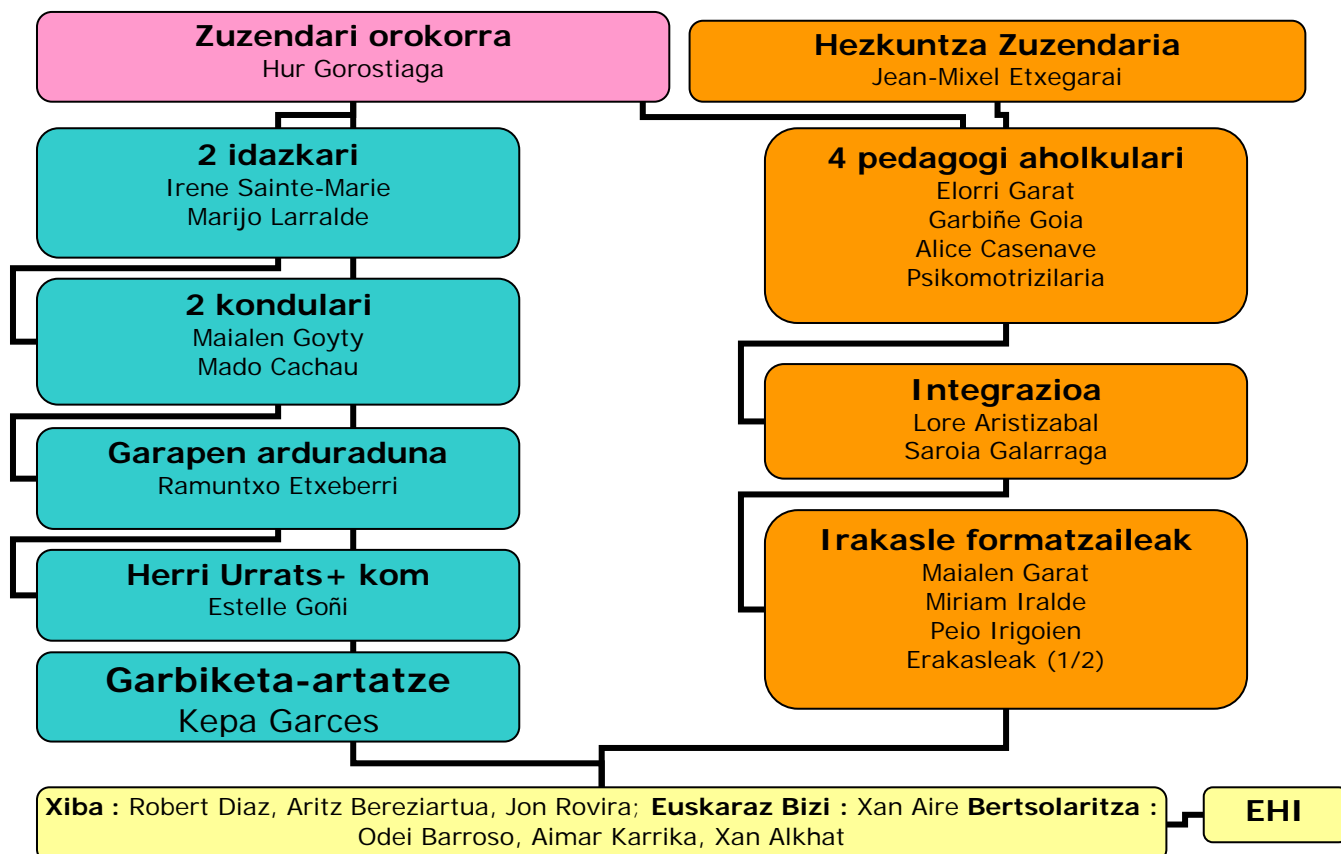 Zuzendari orokorra
Hur Gorostiaga
Hezkuntza Zuzendaria
Jean-Mixel Etxegarai
2 idazkari
Irene Sainte-Marie
Marijo Larralde
4 pedagogi aholkulari
Elorri Garat
Garbiñe Goia
Alice Casenave
Psikomotrizilaria
2 kondulari
Maialen Goyty
Mado Cachau
Integrazioa
Lore Aristizabal
Saroia Galarraga
Garapen arduraduna
Ramuntxo Etxeberri
Irakasle formatzaileak
Maialen Garat
Miriam Iralde
Peio Irigoien
Erakasleak (1/2)
Herri Urrats+ kom
Estelle Goñi
Garbiketa-artatze
Kepa Garces
Xiba : Robert Diaz, Aritz Bereziartua, Jon Rovira; Euskaraz Bizi : Xan Aire Bertsolaritza :
Odei Barroso, Aimar Karrika, Xan Alkhat
EHI